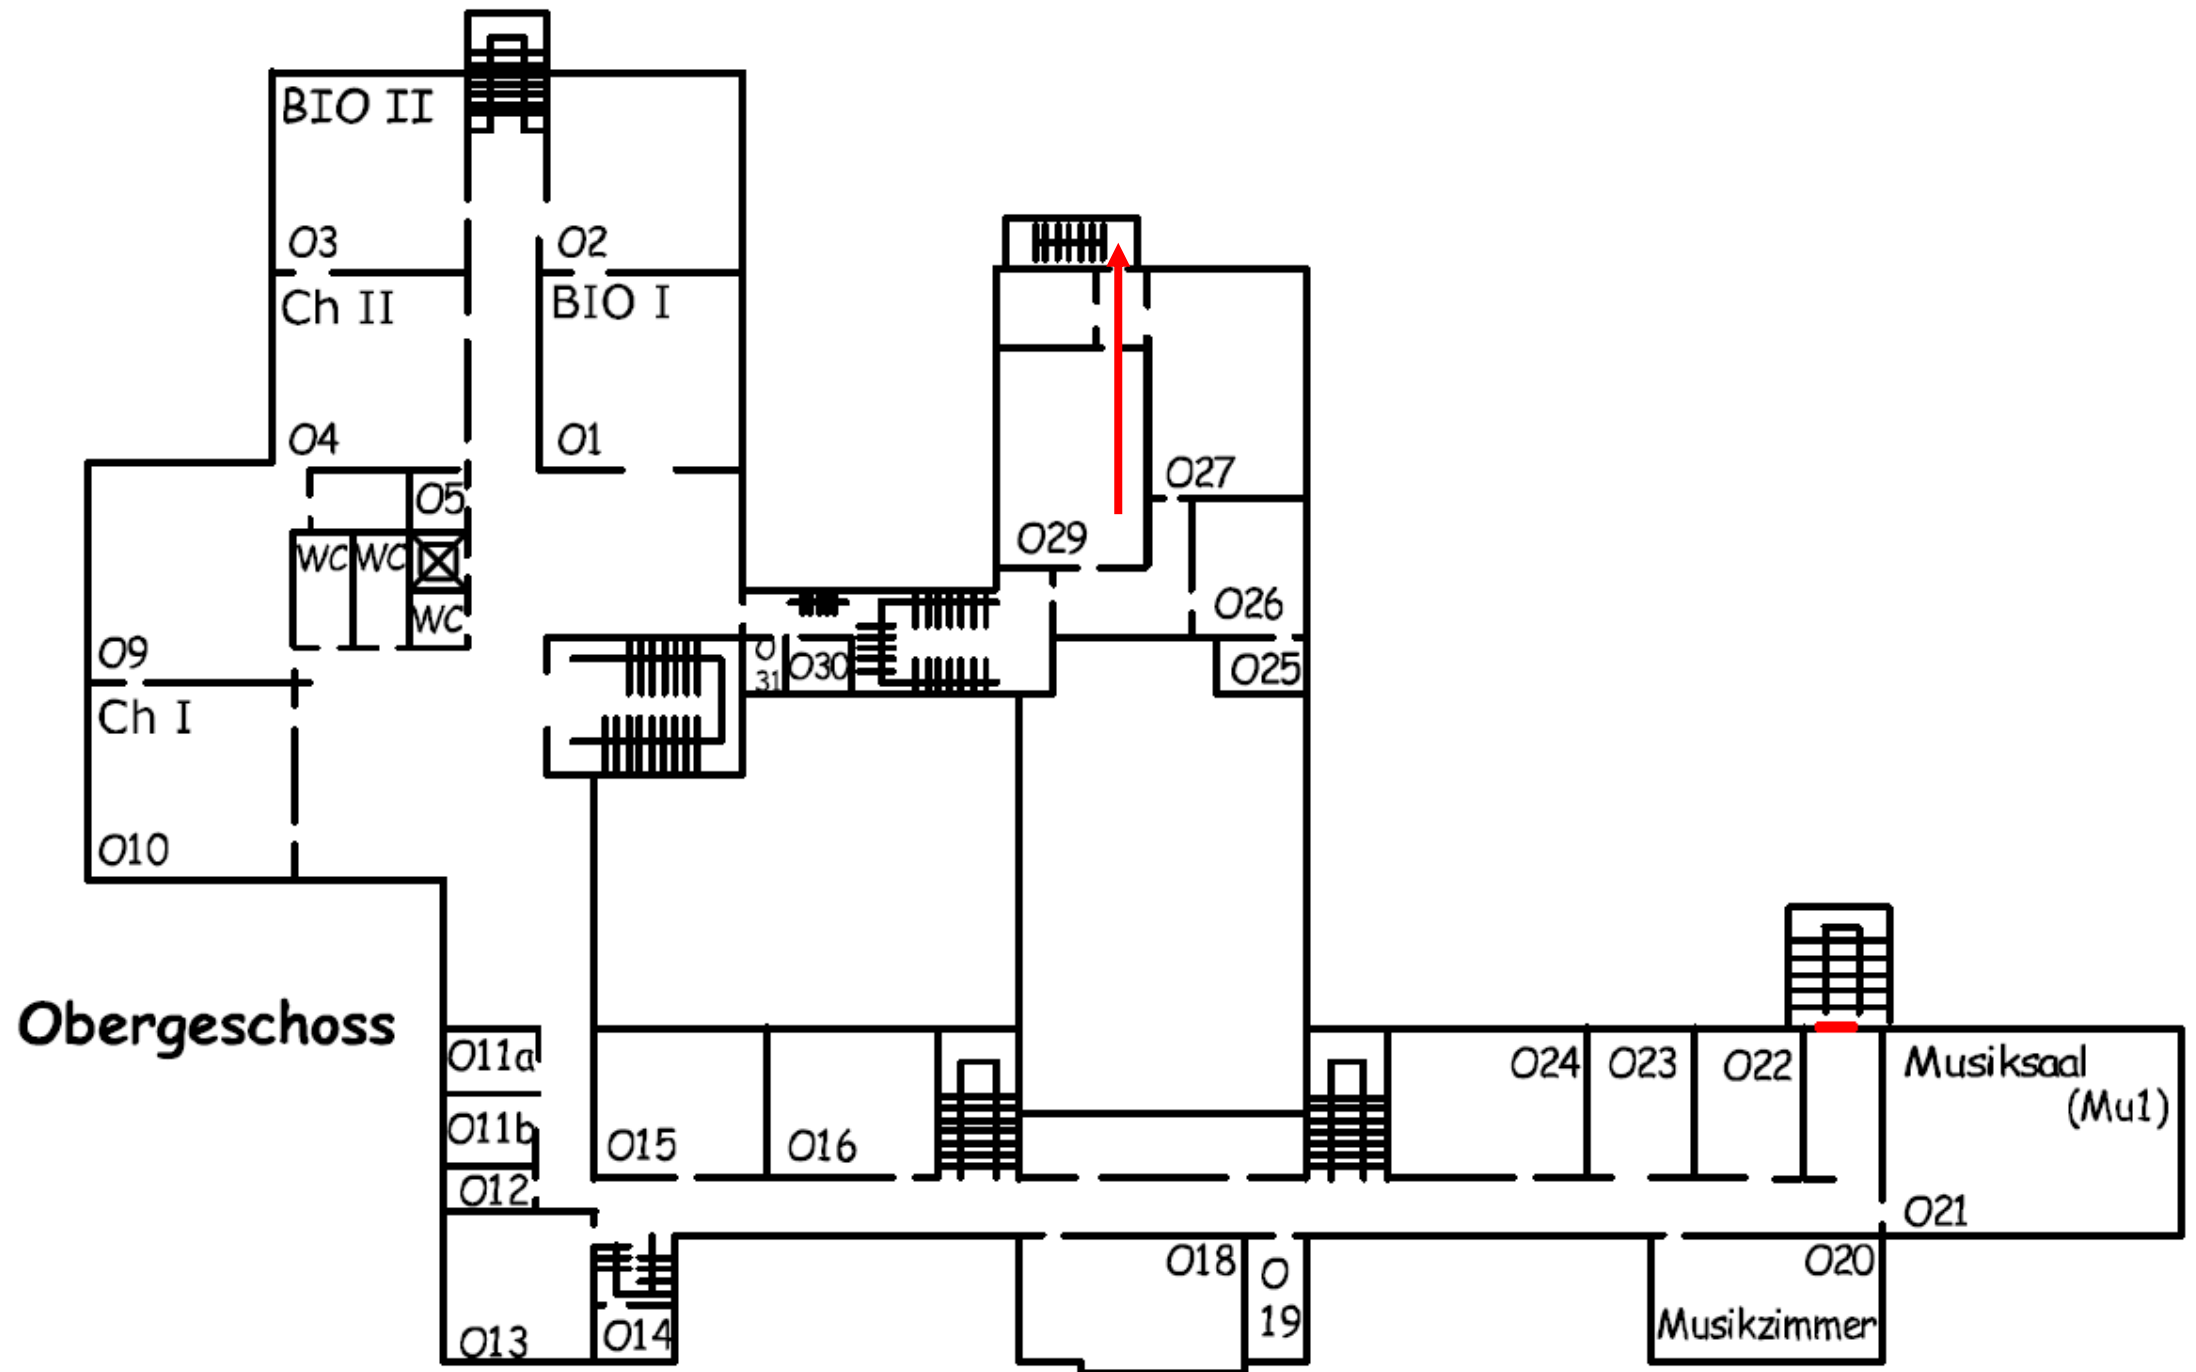 BIO II
O3
O2
Ch II
BIO I
O4
O1
O5
O27
WC
WC
O29
WC
O26
O9
O
31
O30
O25
Ch I
O10
Obergeschoss
O11a
O24
O23
O22
Musiksaal
(Mu1)
O11b
O15
O16
O12
O21
O18
O
19
O20
O13
O14
Musikzimmer